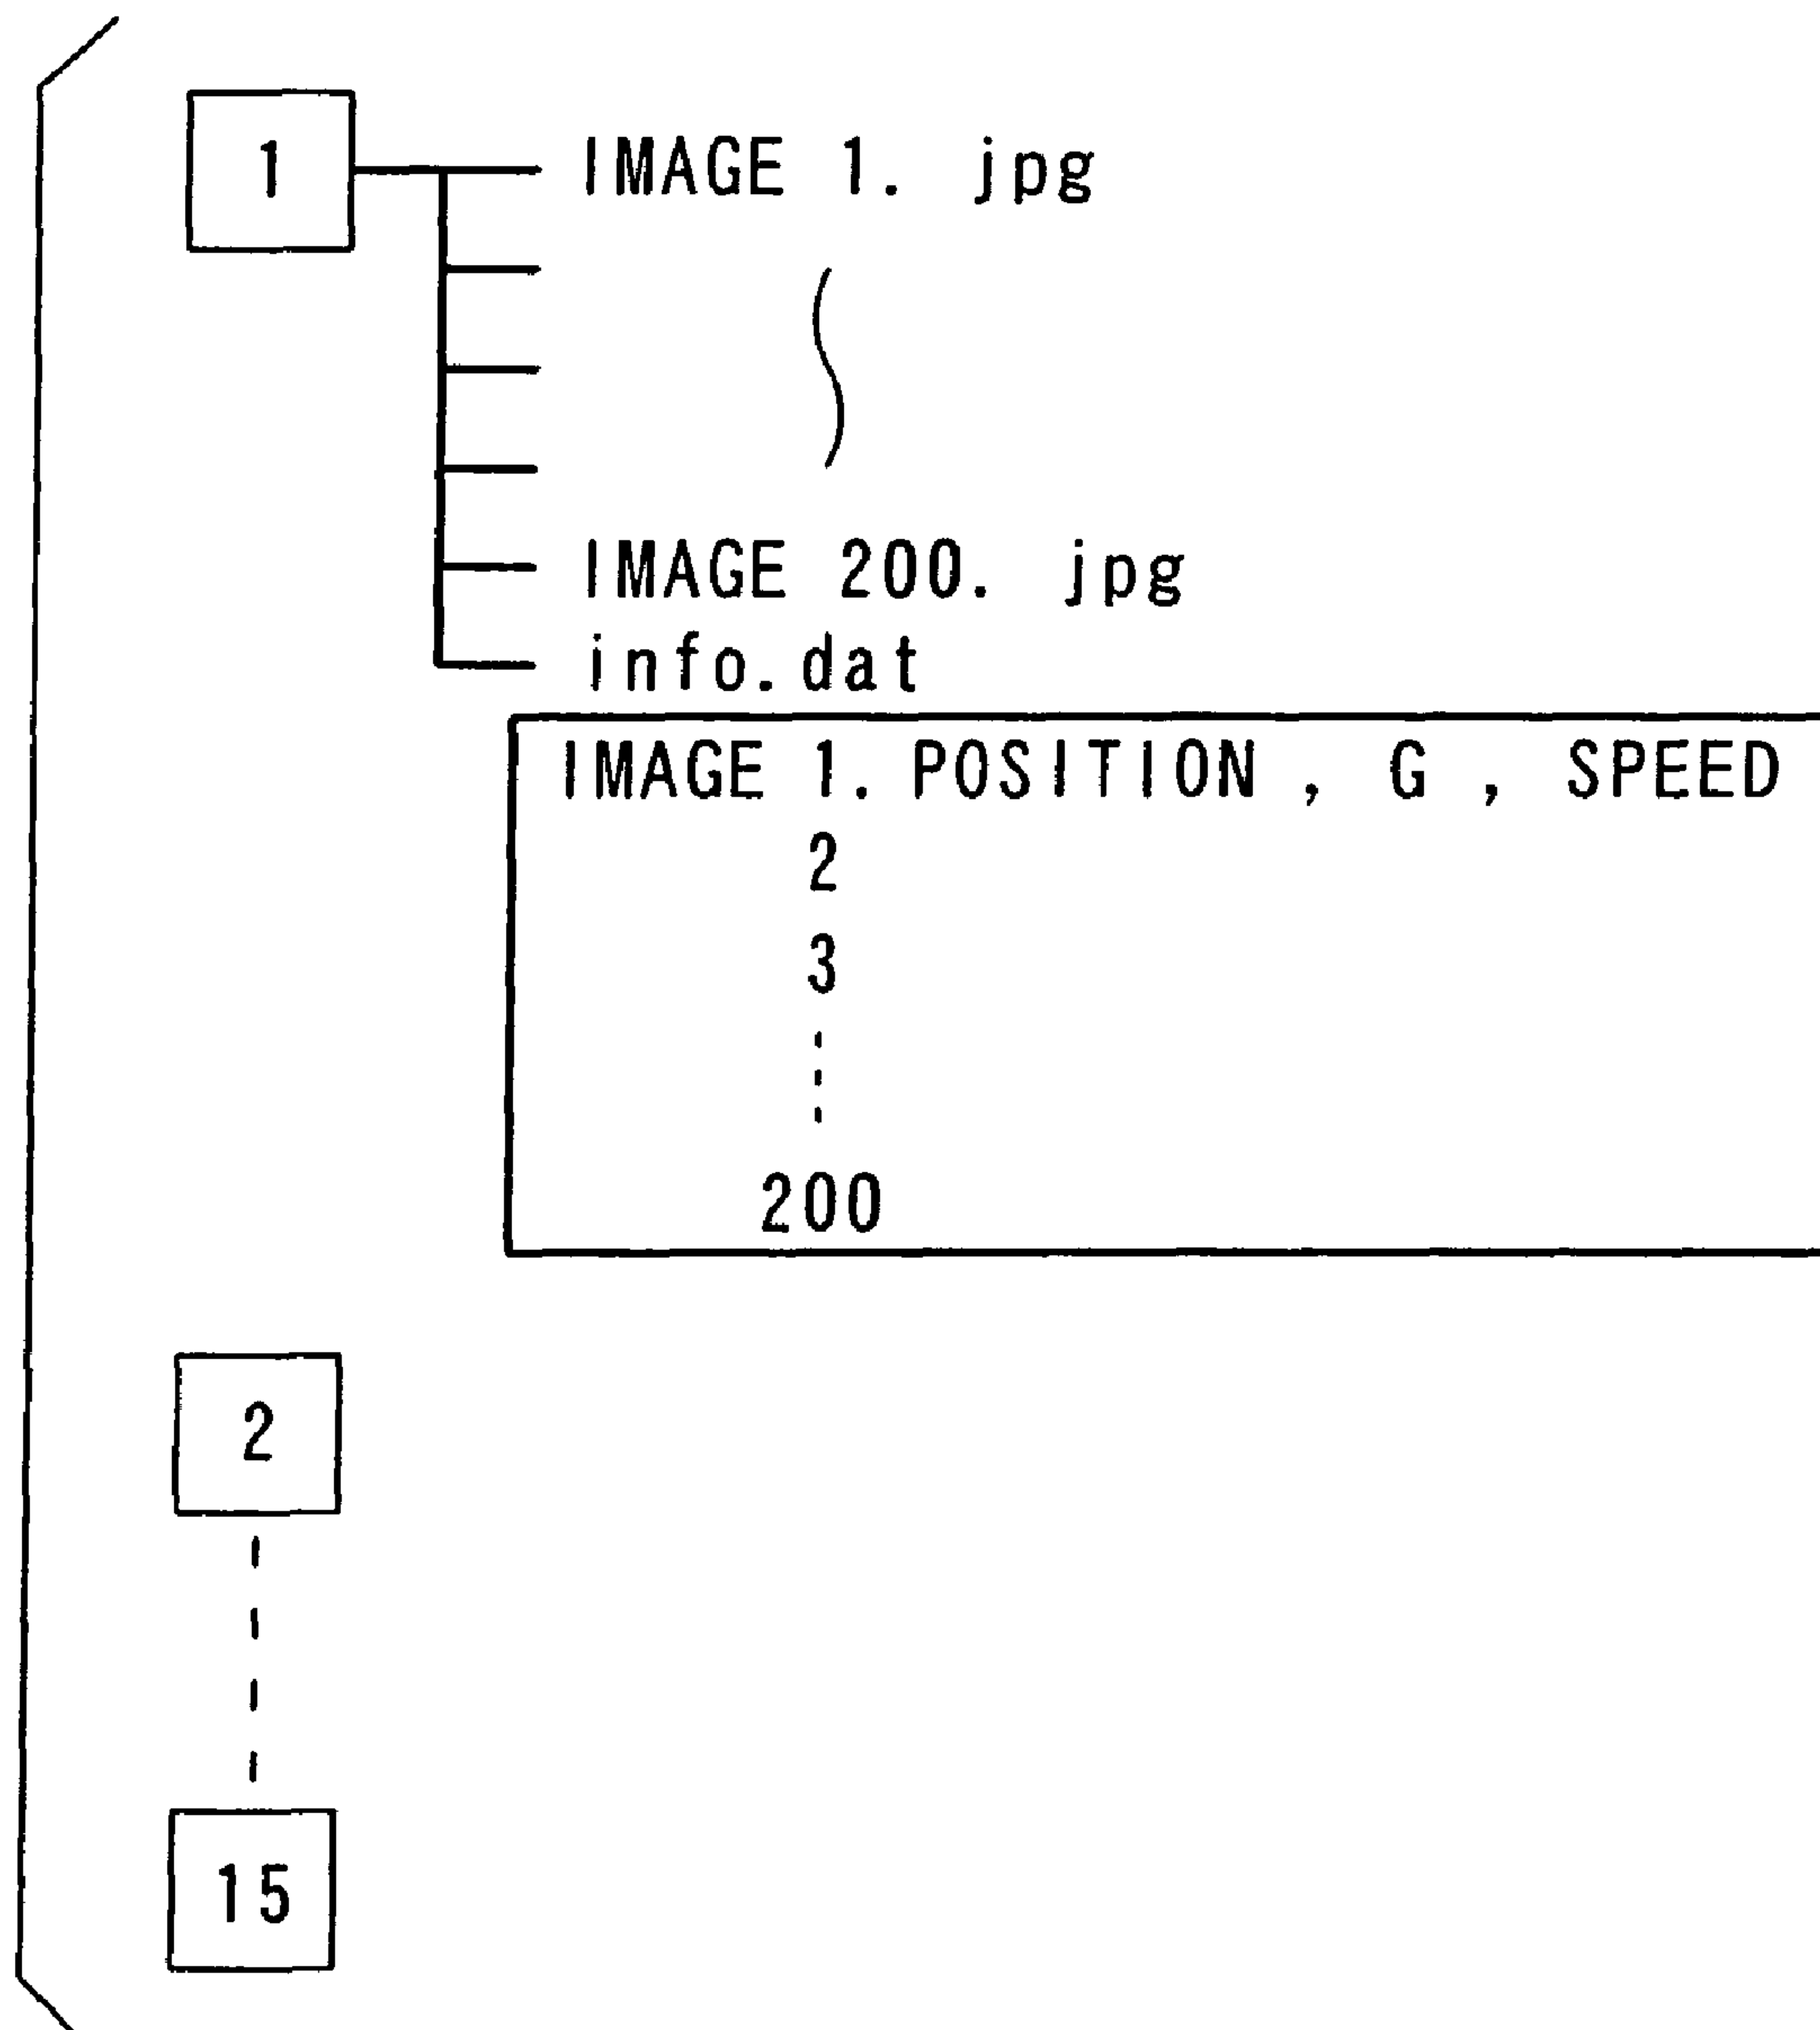 1
IMAGE 1. jpg
IMAGE 200. jpg
info.dat
IMAGE 1. POSITION , G , SPEED
2
3
200
2
15